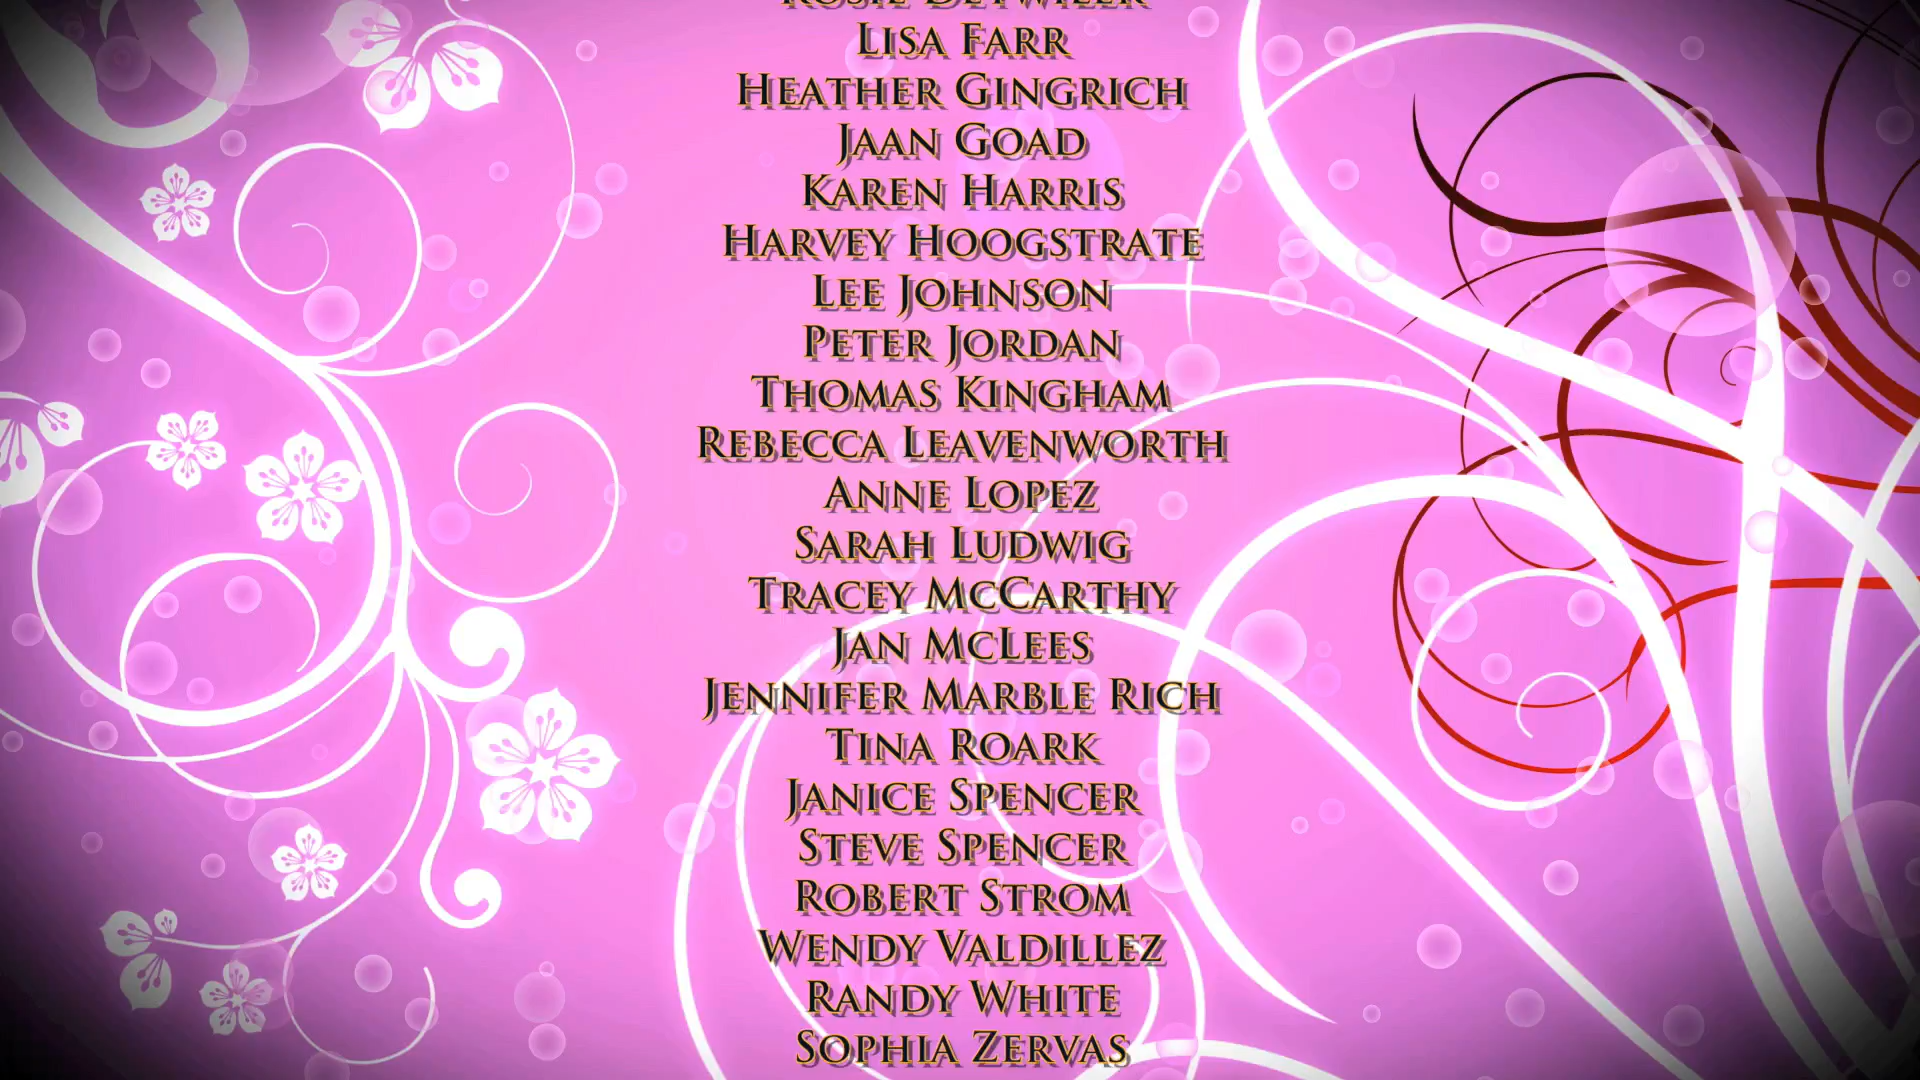 Rosie Detwiler
Lisa Farr
Heather Gingrich
Jaan Goad
Karen Harris
Harvey Hoogstrate
Lee Johnson
Peter Jordan
Thomas Kingham
Rebecca Leavenworth
Anne Lopez
Sarah Ludwig
Tracey McCarthy
Jan McLees
Jennifer Marble Rich
Tina Roark
Janice Spencer
Steve Spencer
Robert Strom
Wendy Valdillez
Randy White
Sophia Zervas